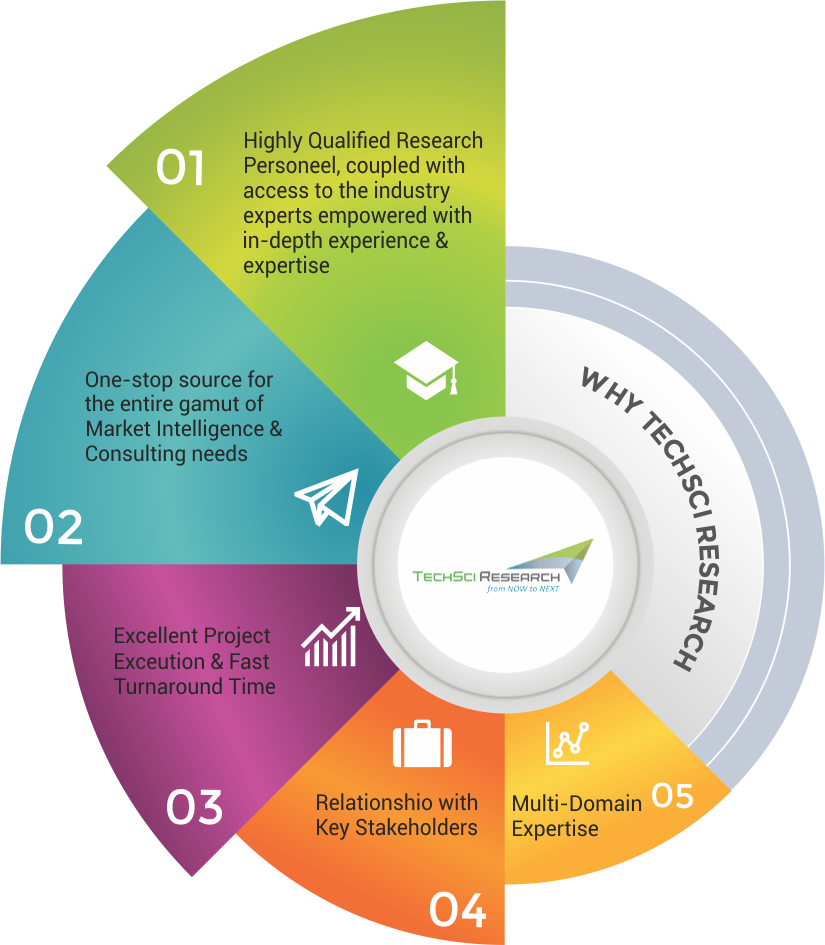 01
Highly Qualified Research
Personeel, coupled with
access to the industry
experts empowered with
in-depth experience &
expertise
One-stop source for
the entire gamut of
Market Intelligence &
Consulting needs
02
Excellent Project
Exceution & Fast
Turnaround Time
03
Relationshio with
Key Stakeholders
04
Multi-Domain
Expertise
05
WHY TECHSCI RESEARCH
TECHSCI RESEARCH
from NOW to NEXT